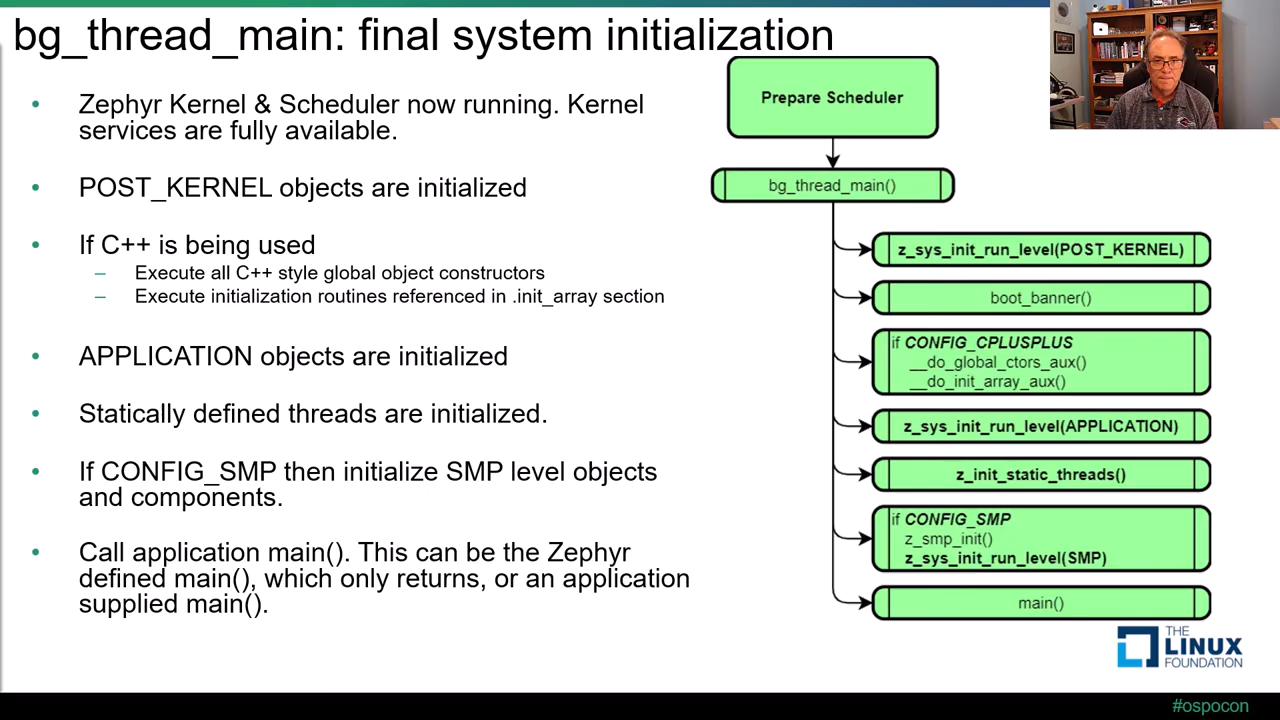 bg_thread_main: final system initialization
• Zephyr Kernel & Scheduler now running. Kernel
services are fully available.
• POST_KERNEL objects are initialized
• If C++ is being used
– Execute all C++ style global object constructors
– Execute initialization routines referenced in .init_array section
• APPLICATION objects are initialized
• Statically defined threads are initialized.
• If CONFIG_SMP then initialize SMP level objects
and components.
• Call application main(). This can be the Zephyr
defined main(), which only returns, or an application
supplied main().
Prepare Scheduler
bg_thread_main()
z_sys_init_run_level(POST_KERNEL)
boot_banner()
if CONFIG_CPLUSPLUS
__do_global_ctors_aux()
__do_init_array_aux()
z_sys_init_run_level(APPLICATION)
z_init_static_threads()
if CONFIG_SMP
z_smp_init()
z_sys_init_run_level(SMP)
main()
THE
LINUX
FOUNDATION
#ospocon